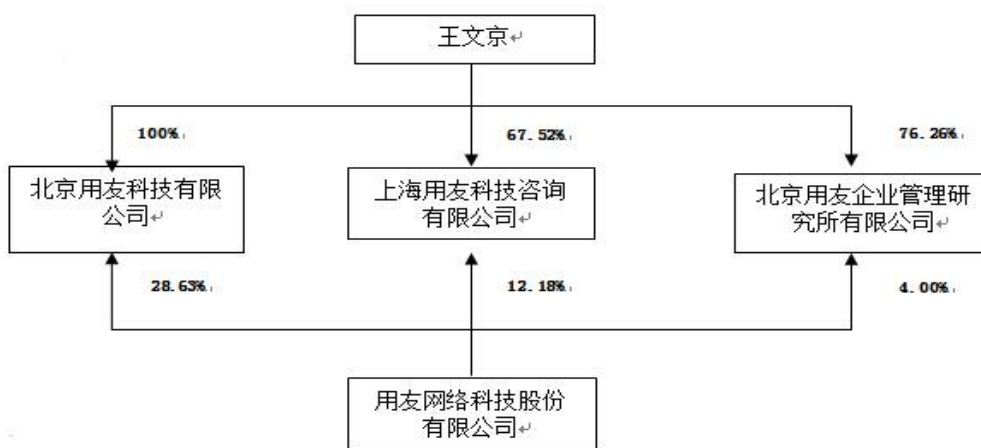 王文京
100%
67.52%
76.26%
北京用友科技有限
公司
上海用友科技咨询
有限公司
北京用友企业管理研
究所有限公司
28.63%
12.18%
4.00%
用友网络科技股份
有限公司